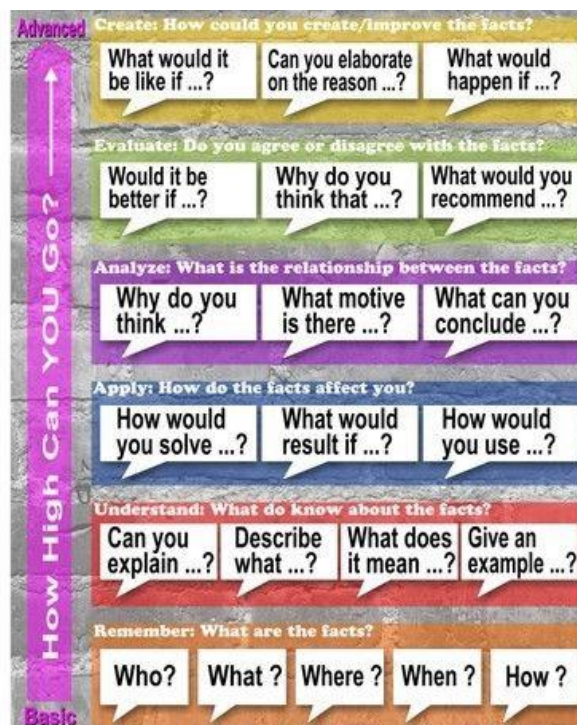 Advanced
How High Can YOU Go?
Basic
Create: How could you create/improve the facts?
What would it
be like if ...?
Can you elaborate
on the reason ...?
What would
happen if ...?
Evaluate: Do you agree or disagree with the facts?
Would it be
better if ...?
Why do you
think that ...?
What would you
recommend ...?
Analyze: What is the relationship between the facts?
Why do you
think ...?
What motive
is there ...?
What can you
conclude ...?
Apply: How do the facts affect you?
How would
you solve ...?
What would
result if ...?
How would
you use ...?
Understand: What do know about the facts?
Can you
explain ...?
Describe
what ...?
What does
it mean ...?
Give an
example ...?
Remember: What are the facts?
Who?
What ?
Where ?
When ?
How ?